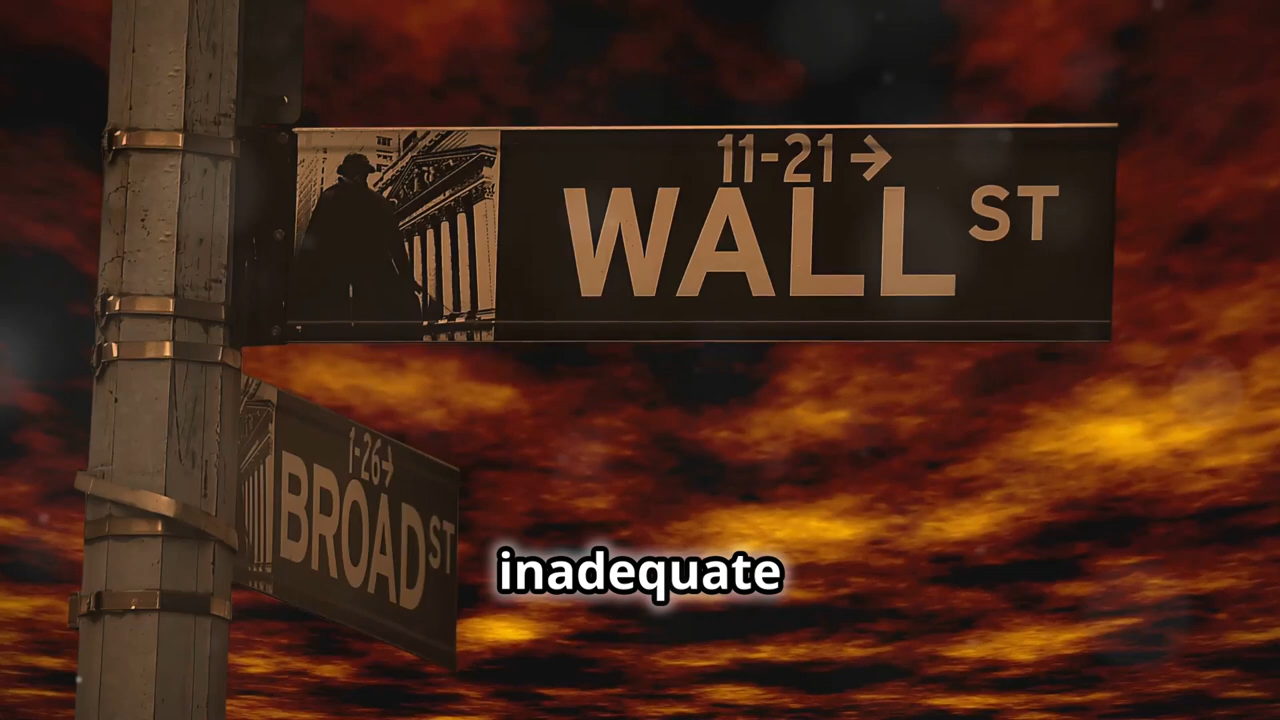 11-21 →
WALL ST
1-26→
BROAD ST
inadequate